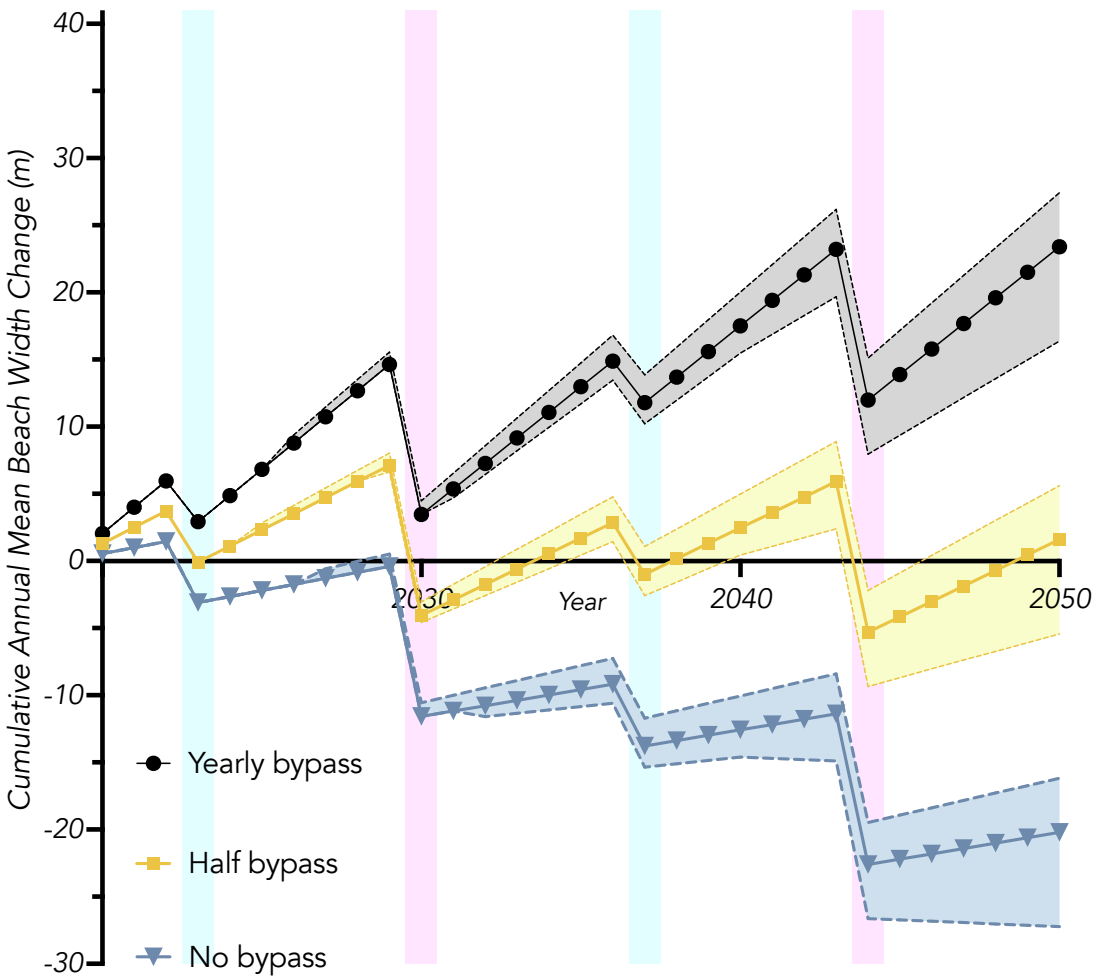 Cumulative Annual Mean Beach Width Change (m)
40
30
20
10
0
-10
-20
-30
2030
Year
2040
2050
Yearly bypass
Half bypass
No bypass